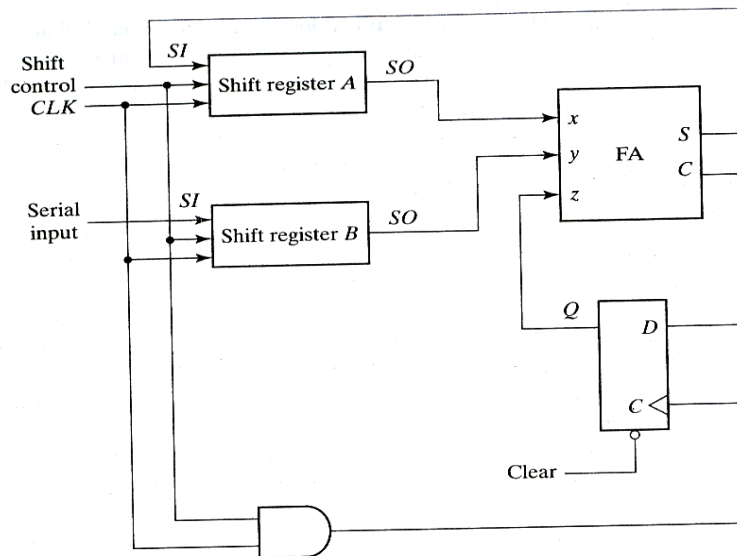 SI
Shift
control
CLK
Shift register A
SO
x
y
z
FA
S
C
Serial
input
SI
Shift register B
SO
Q
D
C
Clear